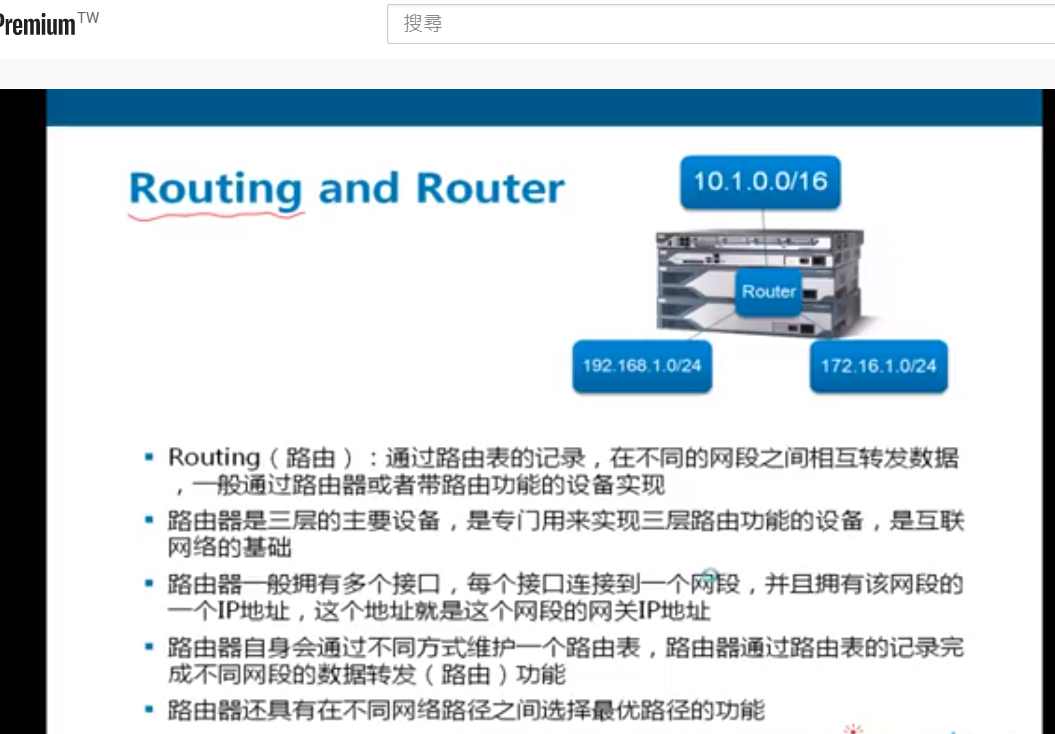 Premium TW
搜尋
Routing and Router
10.1.0.0/16
Router
192.168.1.0/24
172.16.1.0/24
Routing（路由）：通过路由表的记录，在不同的网段之间相互转发数据
，一般通过路由器或者带路由功能的设备实现
路由器是三层的主要设备，是专门用来实现三层路由功能的设备，是互联
网络的基础
路由器一般拥有多个接口，每个接口连接到一个网段，并且拥有该网段的
一个IP地址，这个地址就是这个网段的网关IP地址
路由器自身会通过不同方式维护一个路由表，路由器通过路由表的记录完
成不同网段的数据转发（路由）功能
路由器还具有在不同网络路径之间选择最优路径的功能